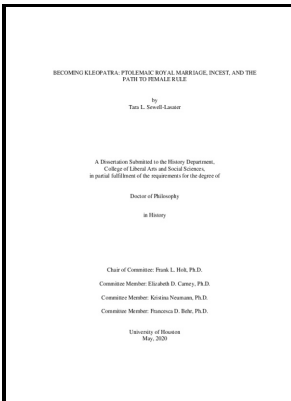 BECOMING KLEOPATRA: PTOLEMAIC ROYAL MARRIAGE, INCEST, AND THE
PATH TO FEMALE RULE
by
Tara L. Sewell-Lasater
A Dissertation Submitted to the History Department,
College of Liberal Arts and Social Sciences,
in partial fulfillment of the requirements for the degree of
Doctor of Philosophy
in History
Chair of Committee: Frank L. Holt, Ph.D.
Committee Member: Elizabeth D. Carney, Ph.D.
Committee Member: Kristina Neumann, Ph.D.
Committee Member: Francesca D. Behr, Ph.D.
University of Houston
May, 2020